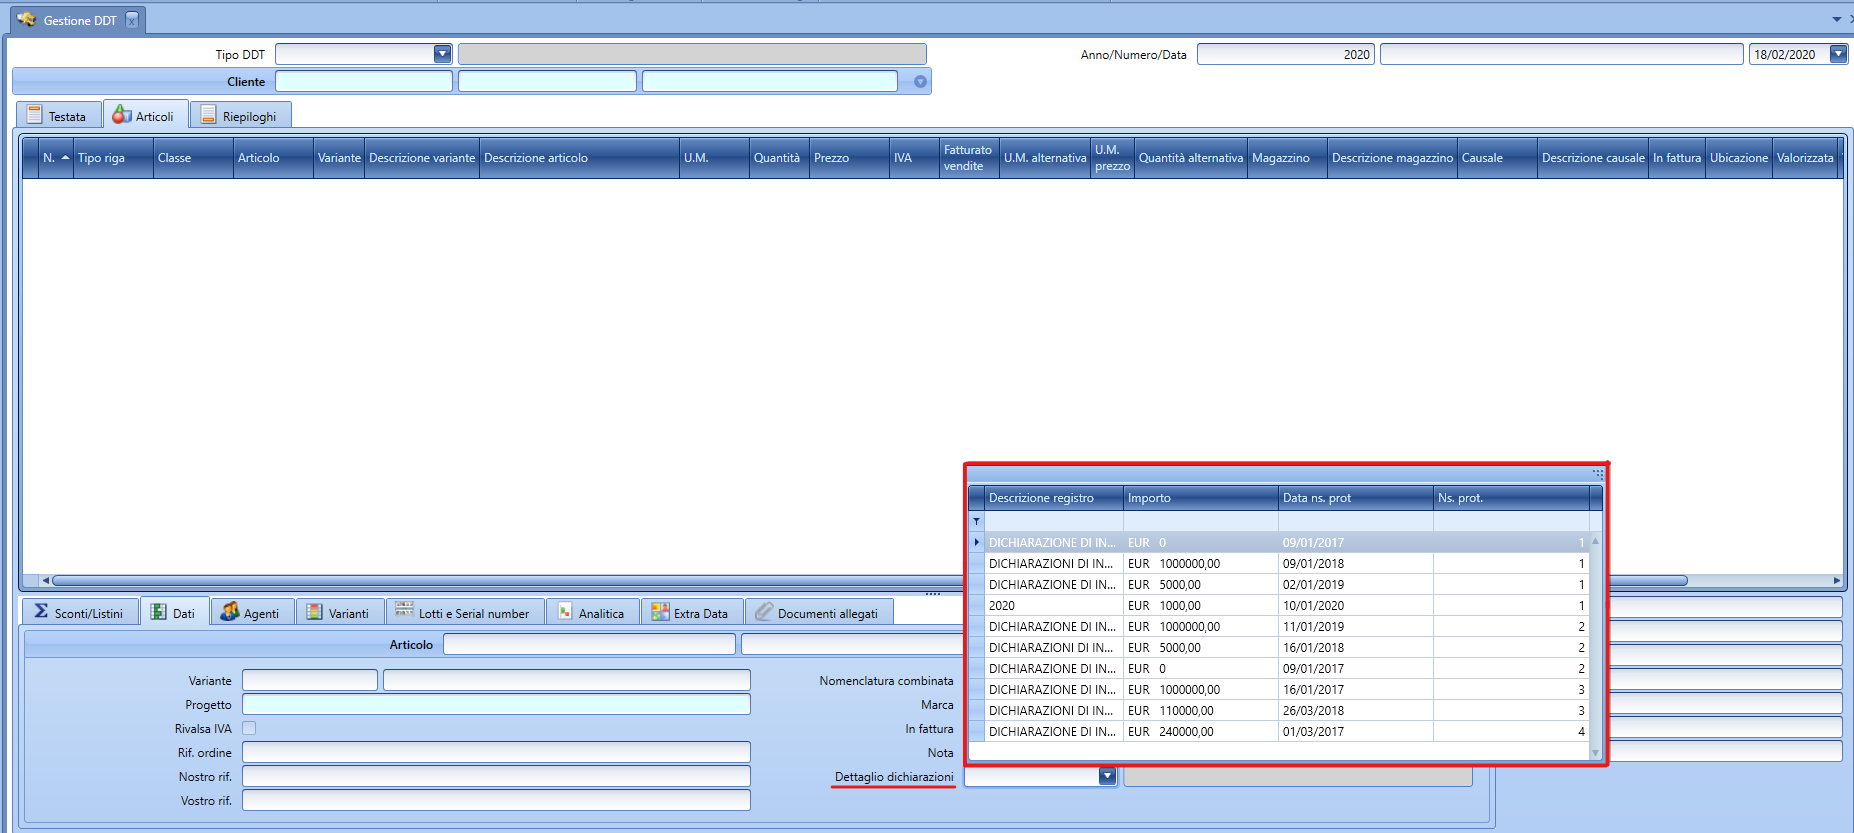 Gestione DDT
Tipo DDT
Anno/Numero/Data 2020 18/02/2020
Cliente
Testata Articoli Riepiloghi
N. Tipo riga Classe Articolo Variante Descrizione variante Descrizione articolo U.M. Quantità Prezzo IVA Fatturato vendite U.M. alternativa U.M. prezzo Quantità alternativa Magazzino Descrizione magazzino Causale Descrizione causale In fattura Ubicazione Valorizzata
Descrizione registro Importo Data ns. prot Ns. prot.
DICHIARAZIONE DI IN... EUR 0 09/01/2017 1
DICHIARAZIONI DI IN... EUR 1000000,00 09/01/2018 1
DICHIARAZIONE DI IN... EUR 5000,00 02/01/2019 1
2020 EUR 1000,00 10/01/2020 1
DICHIARAZIONE DI IN... EUR 1000000,00 11/01/2019 2
DICHIARAZIONE DI IN... EUR 5000,00 16/01/2018 2
DICHIARAZIONE DI IN... EUR 0 09/01/2017 2
DICHIARAZIONE DI IN... EUR 1000000,00 16/01/2017 3
DICHIARAZIONE DI IN... EUR 110000,00 26/03/2018 3
DICHIARAZIONE DI IN... EUR 240000,00 01/03/2017 4
Sconti/Listini Dati Agenti Varianti Lotti e Serial number Analitica Extra Data Documenti allegati
Articolo
Variante
Progetto
Rivalsa IVA
Rif. ordine
Nostro rif.
Vostro rif.
Nomenclatura combinata
Marca
In fattura
Nota
Dettaglio dichiarazioni